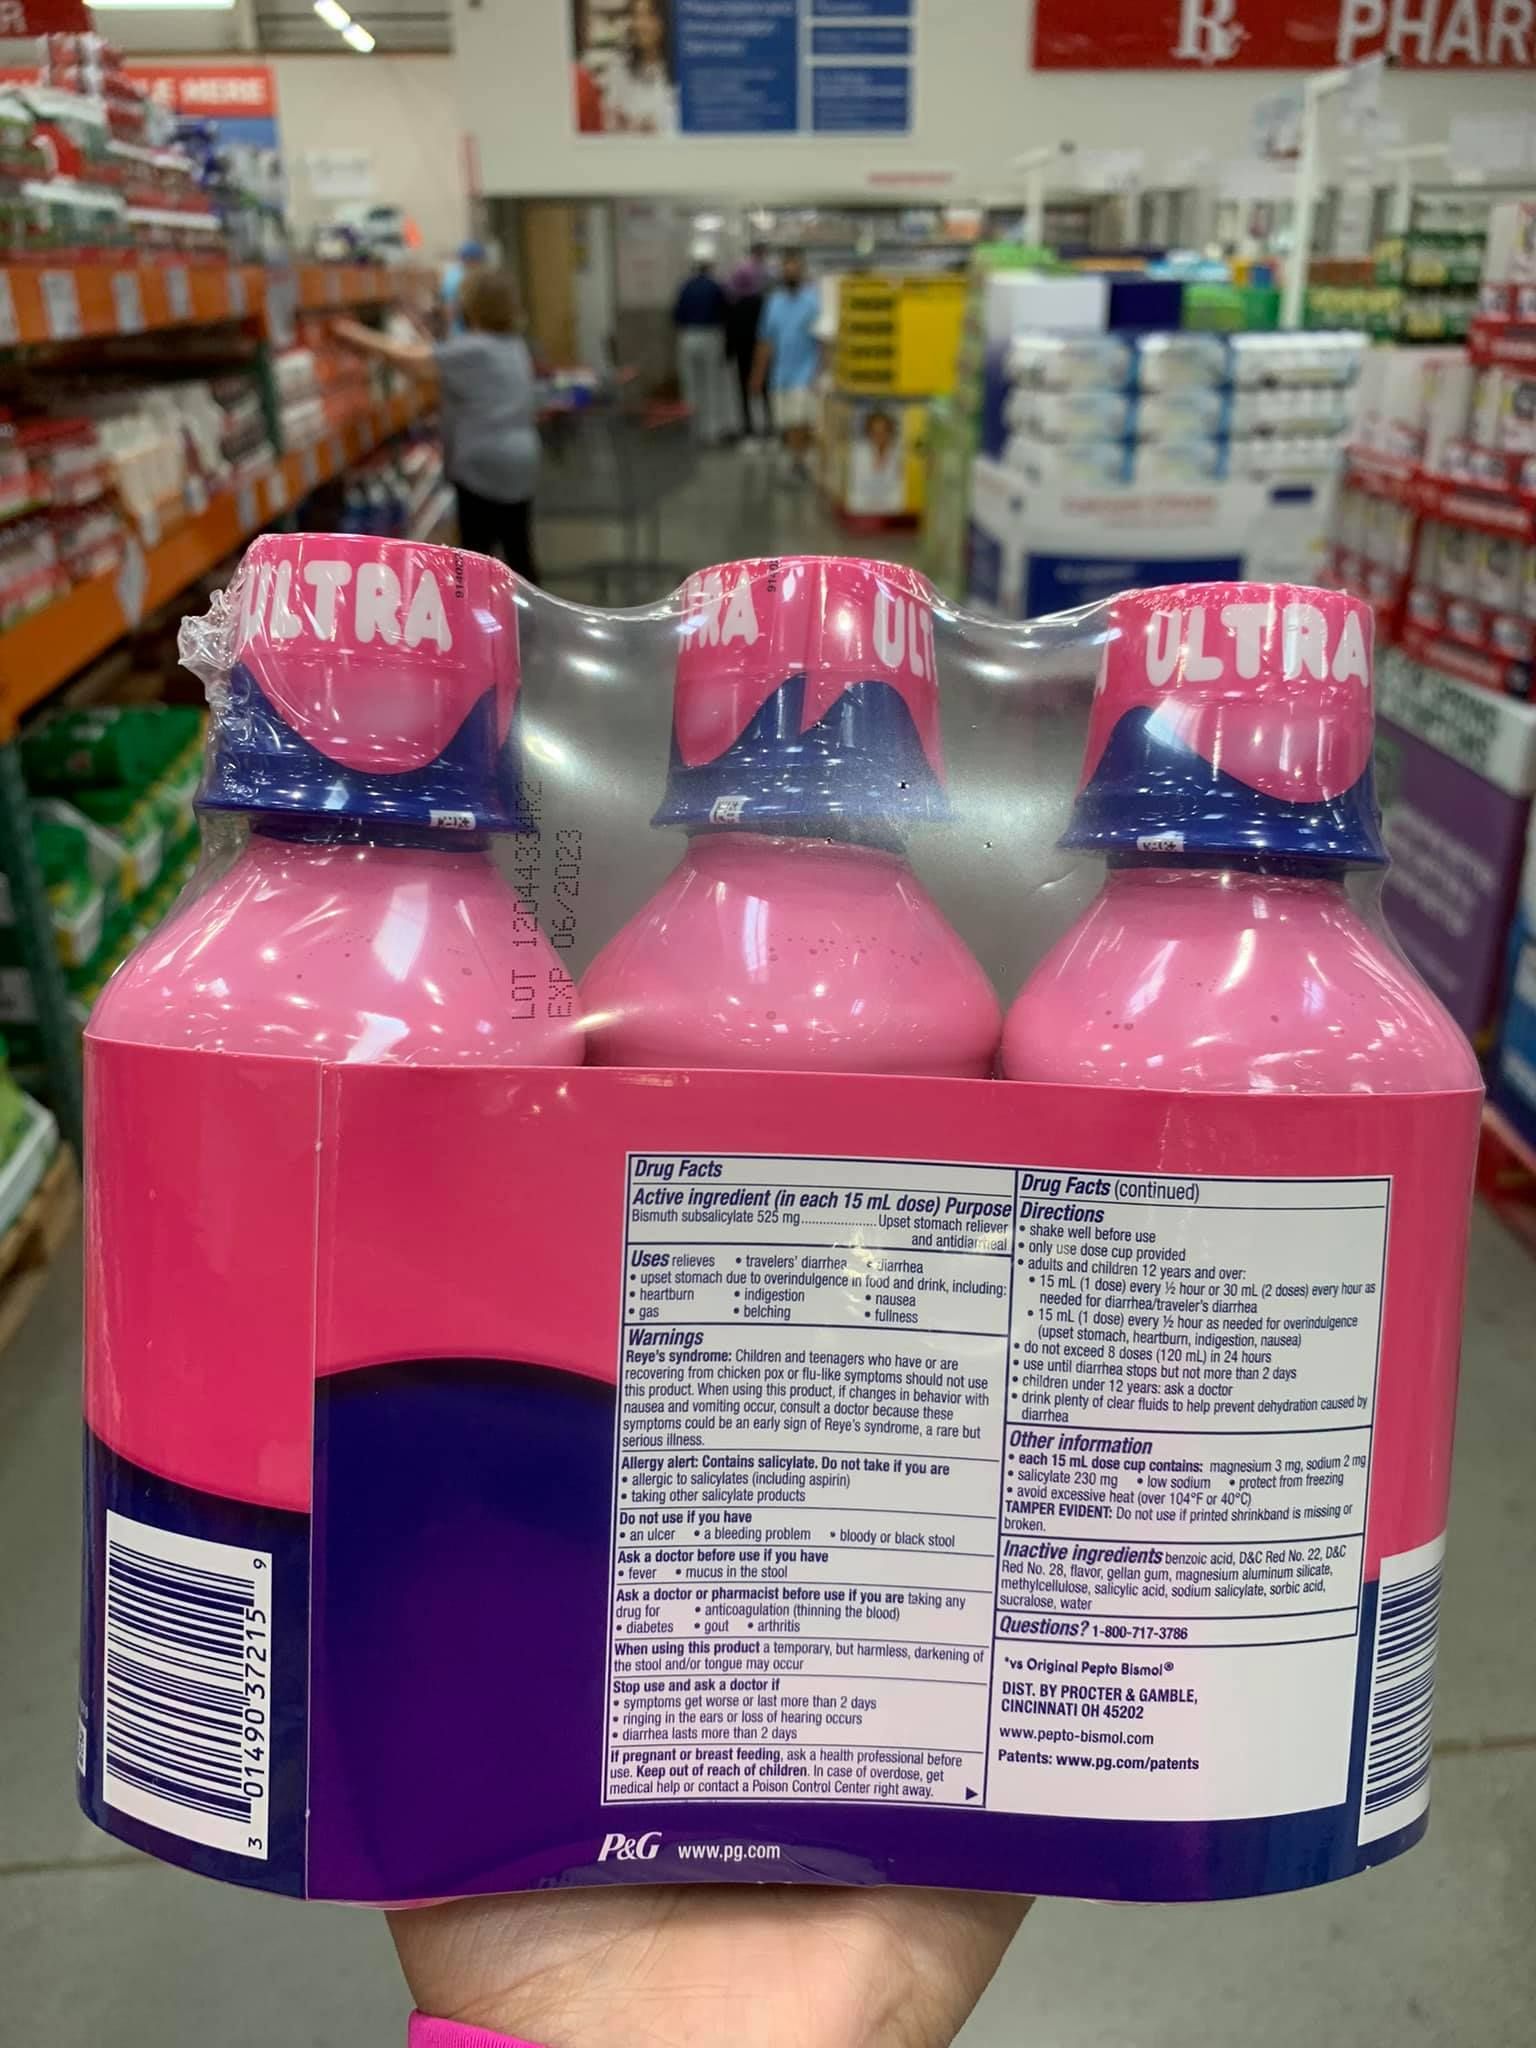 PHAR
ULTRA
ULTRA
LOT 12044334R2
EXP 06/2023
Drug Facts
Active ingredient (in each 15 mL dose) Purpose
Bismuth subsalicylate 525 mg.....................Upset stomach reliever
and antidiarrheal
Uses relieves • travelers' diarrhea • diarrhea
• upset stomach due to overindulgence in food and drink, including:
• heartburn • indigestion • nausea
• gas • belching • fullness
Warnings
Reye's syndrome: Children and teenagers who have or are
recovering from chicken pox or flu-like symptoms should not use
this product. When using this product, if changes in behavior with
nausea and vomiting occur, consult a doctor because these
symptoms could be an early sign of Reye's syndrome, a rare but
serious illness.
Allergy alert: Contains salicylate. Do not take if you are
• allergic to salicylates (including aspirin)
• taking other salicylate products
Do not use if you have
• an ulcer • a bleeding problem • bloody or black stool
Ask a doctor before use if you have
• fever • mucus in the stool
Ask a doctor or pharmacist before use if you are taking any
drug for • anticoagulation (thinning the blood)
• diabetes • gout • arthritis
When using this product a temporary, but harmless, darkening of
the stool and/or tongue may occur
Stop use and ask a doctor if
• symptoms get worse or last more than 2 days
• ringing in the ears or loss of hearing occurs
• diarrhea lasts more than 2 days
If pregnant or breast feeding, ask a health professional before
use. Keep out of reach of children. In case of overdose, get
medical help or contact a Poison Control Center right away.
Drug Facts (continued)
Directions
• shake well before use
• only use dose cup provided
• adults and children 12 years and over:
• 15 mL (1 dose) every ½ hour or 30 mL (2 doses) every hour as
needed for diarrhea/traveler's diarrhea
• 15 mL (1 dose) every ½ hour as needed for overindulgence
(upset stomach, heartburn, indigestion, nausea)
• do not exceed 8 doses (120 mL) in 24 hours
• use until diarrhea stops but not more than 2 days
• children under 12 years: ask a doctor
• drink plenty of clear fluids to help prevent dehydration caused by
diarrhea
Other information
• each 15 mL dose cup contains: magnesium 3 mg, sodium 2 mg
• salicylate 230 mg • low sodium • protect from freezing
• avoid excessive heat (over 104°F or 40°C)
TAMPER EVIDENT: Do not use if printed shrinkband is missing or
broken.
Inactive ingredients benzoic acid, D&C Red No. 22, D&C
Red No. 28, flavor, gellan gum, magnesium aluminum silicate,
methylcellulose, salicylic acid, sodium salicylate, sorbic acid,
sucralose, water
Questions? 1-800-717-3786
*vs Original Pepto Bismol®
DIST. BY PROCTER & GAMBLE,
CINCINNATI OH 45202
www.pepto-bismol.com
Patents: www.pg.com/patents
3 01490 37215 9
P&G www.pg.com